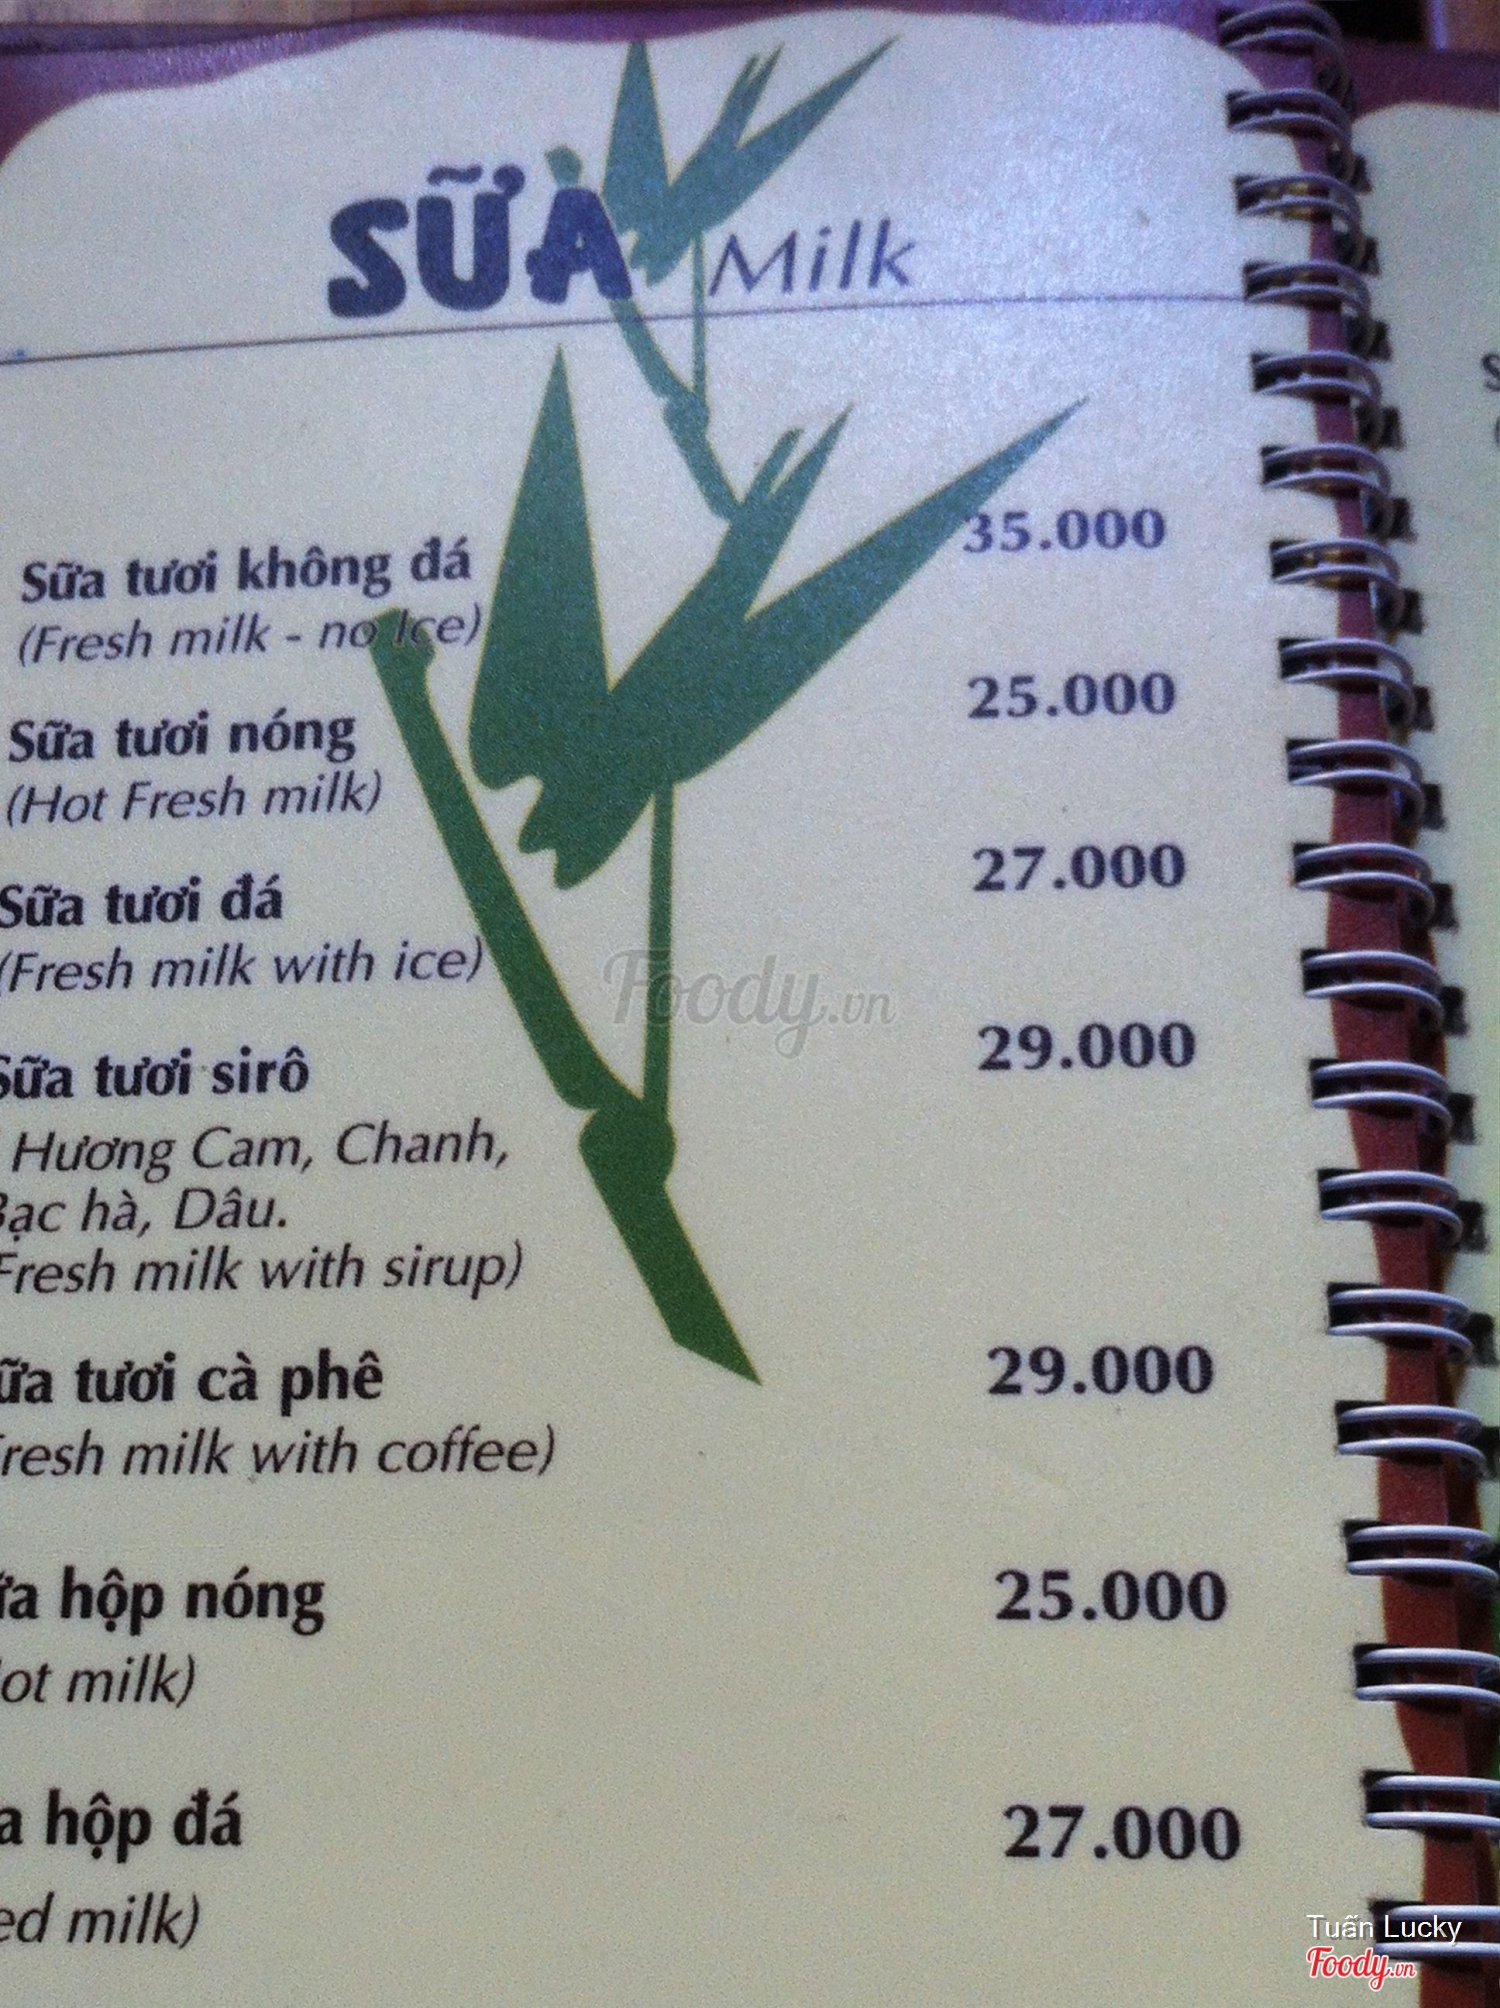 SỮA Milk
Sữa tươi không đá 35.000
(Fresh milk - no Ice)
Sữa tươi nóng 25.000
(Hot Fresh milk)
Sữa tươi đá 27.000
(Fresh milk with ice)
Sữa tươi sirô 29.000
Hương Cam, Chanh,
Bạc hà, Dâu.
Fresh milk with sirup)
ữa tươi cà phê 29.000
resh milk with coffee)
ữa hộp nóng 25.000
ot milk)
a hộp đá 27.000
ed milk)
Foody.vn
Tuấn Lucky
Foody.vn